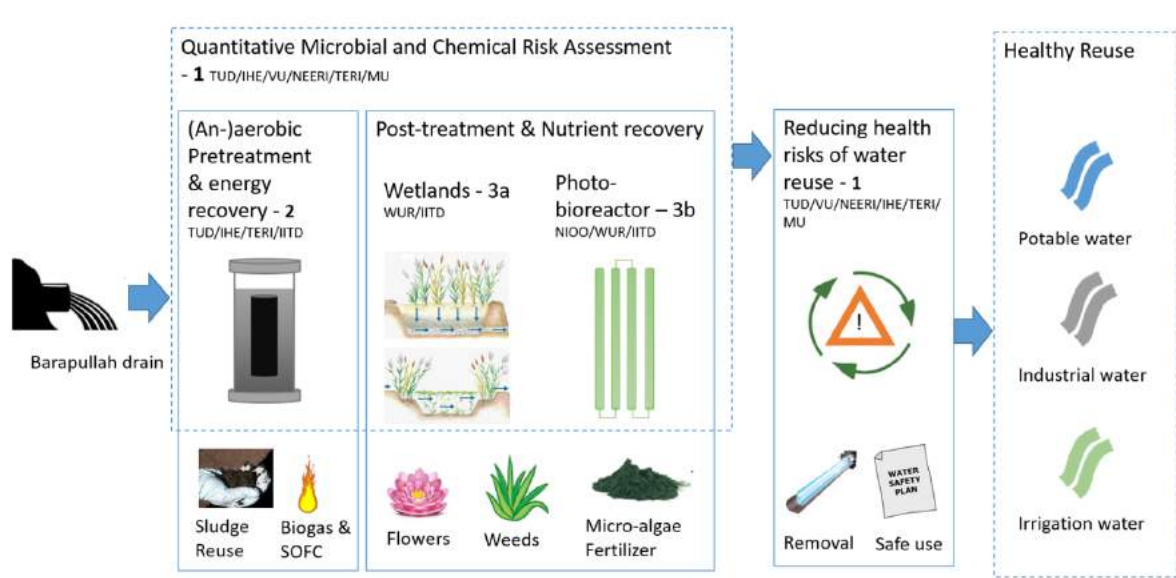 Quantitative Microbial and Chemical Risk Assessment
- 1 TUD/IHE/VU/NEERI/TERI/MU
(An-)aerobic
Pretreatment
& energy
recovery - 2
TUD/IHE/TERI/IITD
Post-treatment & Nutrient recovery
Wetlands - 3a
WUR/IITD
Photo-
bioreactor – 3b
NIOO/WUR/IITD
Reducing health
risks of water
reuse - 1
TUD/VU/NEERI/IHE/TERI/
MU
!
Healthy Reuse
Potable water
Industrial water
Irrigation water
Barapullah drain
Sludge
Reuse
Biogas &
SOFC
Flowers
Weeds
Micro-algae
Fertilizer
WATER
SAFETY
PLAN
Removal
Safe use